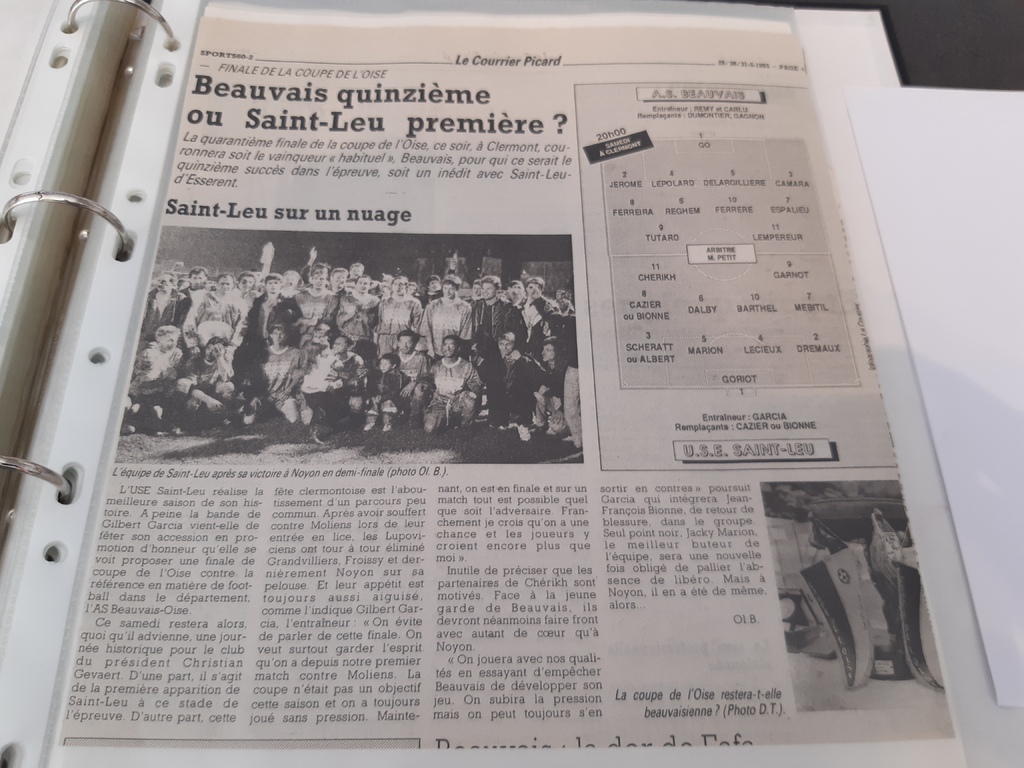 SPORTS60-2
Le Courrier Picard
FINALE DE LA COUPE DE L'OISE
Beauvais quinzième
ou Saint-Leu première ?
La quarantième finale de la coupe de l'Oise, ce soir, à Clermont, cou-
ronnera soit le vainqueur « habituel », Beauvais, pour qui ce serait le
quinzième succès dans l'épreuve, soit un inédit avec Saint-Leu-
d'Esserent.
Saint-Leu sur un nuage
L'équipe de Saint-Leu après sa victoire à Noyon en demi-finale (photo Ol. B.).
L'USE Saint-Leu réalise la
meilleure saison de son his-
toire. A peine la bande de
Gilbert Garcia vient-elle de
fêter son accession en pro-
motion d'honneur qu'elle se
voit proposer une finale de
coupe de l'Oise contre la
référence en matière de foot-
ball dans le département,
l'AS Beauvais-Oise.
Ce samedi restera alors,
quoi qu'il advienne, une jour-
née historique pour le club
du président Christian
Gevaert. D'une part, il s'agit
de la première apparition de
Saint-Leu à ce stade de
l'épreuve. D'autre part, cette
fête clermontoise est l'abou-
tissement d'un parcours peu
commun. Après avoir souffert
contre Moliens lors de leur
entrée en lice, les Lupovi-
ciens ont tour à tour éliminé
Grandvilliers, Froissy et der-
nièrement Noyon sur sa
pelouse. Et leur appétit est
toujours aussi aiguisé,
comme l'indique Gilbert Gar-
cia, l'entraîneur : « On évite
de parler de cette finale. On
veut surtout garder l'esprit
qu'on a depuis notre premier
match contre Moliens. La
coupe n'était pas un objectif
cette saison et on a toujours
joué sans pression. Mainte-
nant, on est en finale et sur un
match tout est possible quel
que soit l'adversaire. Fran-
chement je crois qu'on a une
chance et les joueurs y
croient encore plus que
moi ».
Inutile de préciser que les
partenaires de Chérikh sont
motivés. Face à la jeune
garde de Beauvais, ils
devront néanmoins faire front
avec autant de cœur qu'à
Noyon.
« On jouera avec nos quali-
tés en essayant d'empêcher
Beauvais de développer son
jeu. On subira la pression
mais on peut toujours s'en
sortir en contres » poursuit
Garcia qui intégrera Jean-
François Bionne, de retour de
blessure, dans le groupe.
Seul point noir, Jacky Marion,
le meilleur buteur de
l'équipe, sera une nouvelle
fois obligé de pallier l'ab-
sence de libéro. Mais à
Noyon, il en a été de même,
alors...
Ol.B.
La coupe de l'Oise restera-t-elle
beauvaisienne ? (Photo D.T.).
A.S. BEAUVAIS
Entraîneur : REMY et CARLU
Remplaçants : DUMONTIER, GAGNON
20h00
SAMEDI
À CLERMONT
1
GO
2 4 5 3
JEROME LEPOLARD DELARGILLIERE CAMARA
8 6 10 7
FERREIRA REGHEM FERRERE ESPALIEU
9 11
TUTARD LEMPEREUR
ARBITRE
M. PETIT
11 9
CHERIKH GARNOT
8 6 10 7
CAZIER DALBY BARTHEL MEBITIL
ou BIONNE
3 5 4 2
SCHERATT MARION LECIEUX DREMAUX
ou ALBERT
GORIOT
1
Entraîneur : GARCIA
Remplaçants : CAZIER ou BIONNE
U.S.E. SAINT-LEU